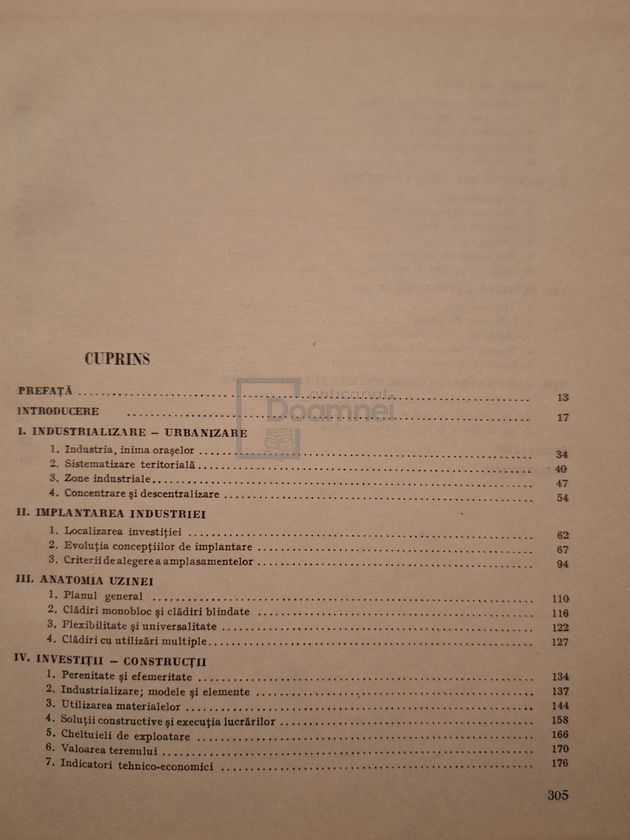 CUPRINS
PREFAȚĂ 13
INTRODUCERE 17
I. INDUSTRIALIZARE — URBANIZARE
1. Industria, inima orașelor 34
2. Sistematizare teritorială 40
3. Zone industriale 47
4. Concentrare și descentralizare 54
II. IMPLANTAREA INDUSTRIEI
1. Localizarea investiției 62
2. Evoluția concepțiilor de implantare 67
3. Criterii de alegere a amplasamentelor 94
III. ANATOMIA UZINEI
1. Planul general 110
2. Clădiri monobloc și clădiri blindate 116
3. Flexibilitate și universalitate 122
4. Clădiri cu utilizări multiple 127
IV. INVESTIȚII — CONSTRUCȚII
1. Perenitate și efemeritate 134
2. Industrializare; modele și elemente 137
3. Utilizarea materialelor 144
4. Soluții constructive și execuția lucrărilor 158
5. Cheltuieli de exploatare 166
6. Valoarea terenului 170
7. Indicatori tehnico-economici 176
305
anticariat
Doamnei